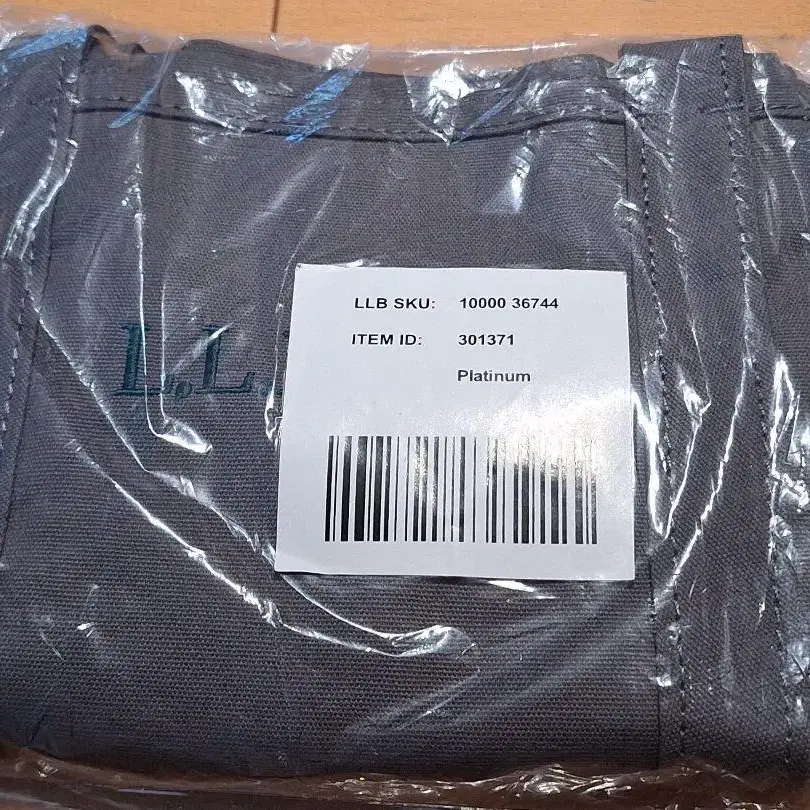 LLB SKU: 10000 36744
ITEM ID: 301371
Platinum
L.L.